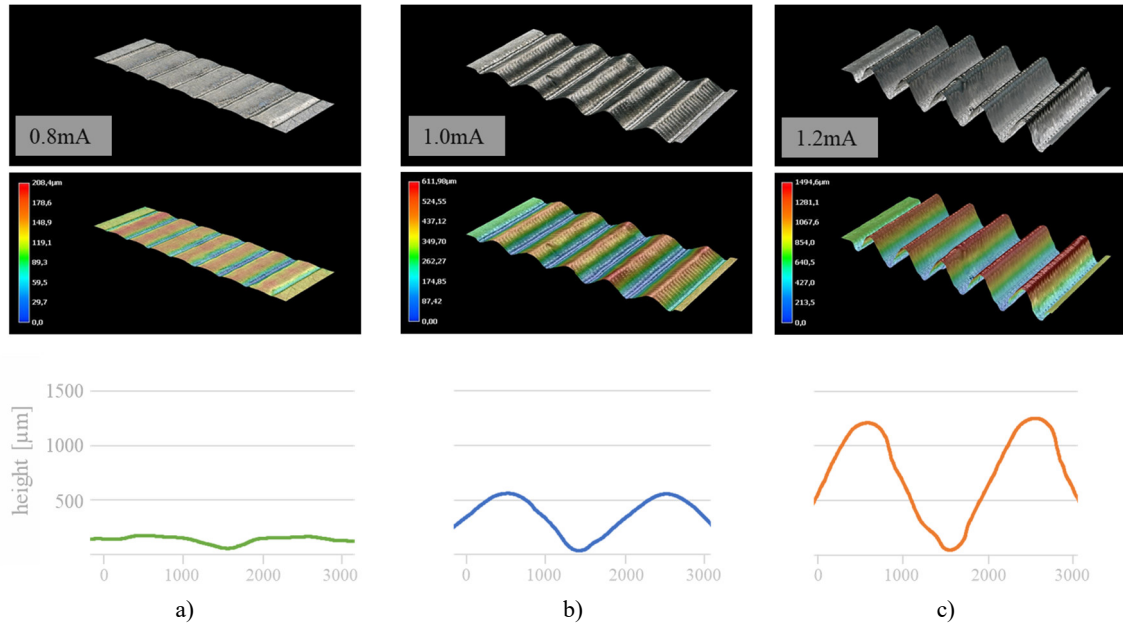 0.8mA
1.0mA
1.2mA
208,4µm
178,6
148,9
119,1
89,3
59,5
29,7
0,0
611,98µm
524,55
437,12
349,70
262,27
174,85
87,42
0,00
1494,6µm
1281,1
1067,6
854,0
640,5
427,0
213,5
0,0
height [µm]
1500
1000
500
0 1000 2000 3000
0 1000 2000 3000
0 1000 2000 3000
a) b) c)